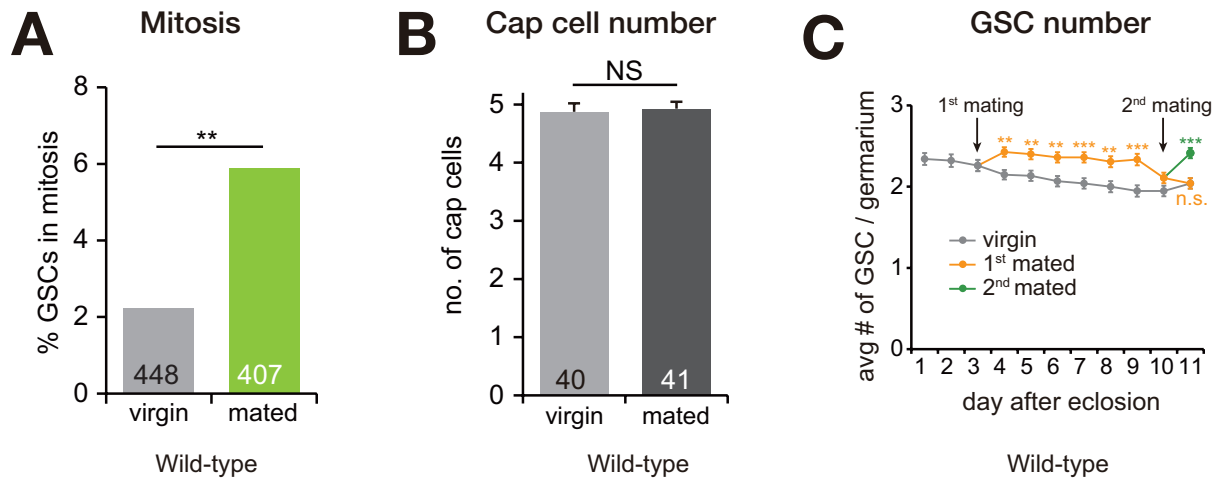 A
Mitosis
% GSCs in mitosis
8
6
4
2
0
**
448
407
virgin
mated
Wild-type
B
Cap cell number
no. of cap cells
5
4
3
2
1
0
NS
40
41
virgin
mated
Wild-type
C
GSC number
avg # of GSC / germarium
3
2
1
0
1st mating
2nd mating
** ** ** *** ** *** ***
n.s.
virgin
1st mated
2nd mated
1 2 3 4 5 6 7 8 9 10 11
day after eclosion
Wild-type